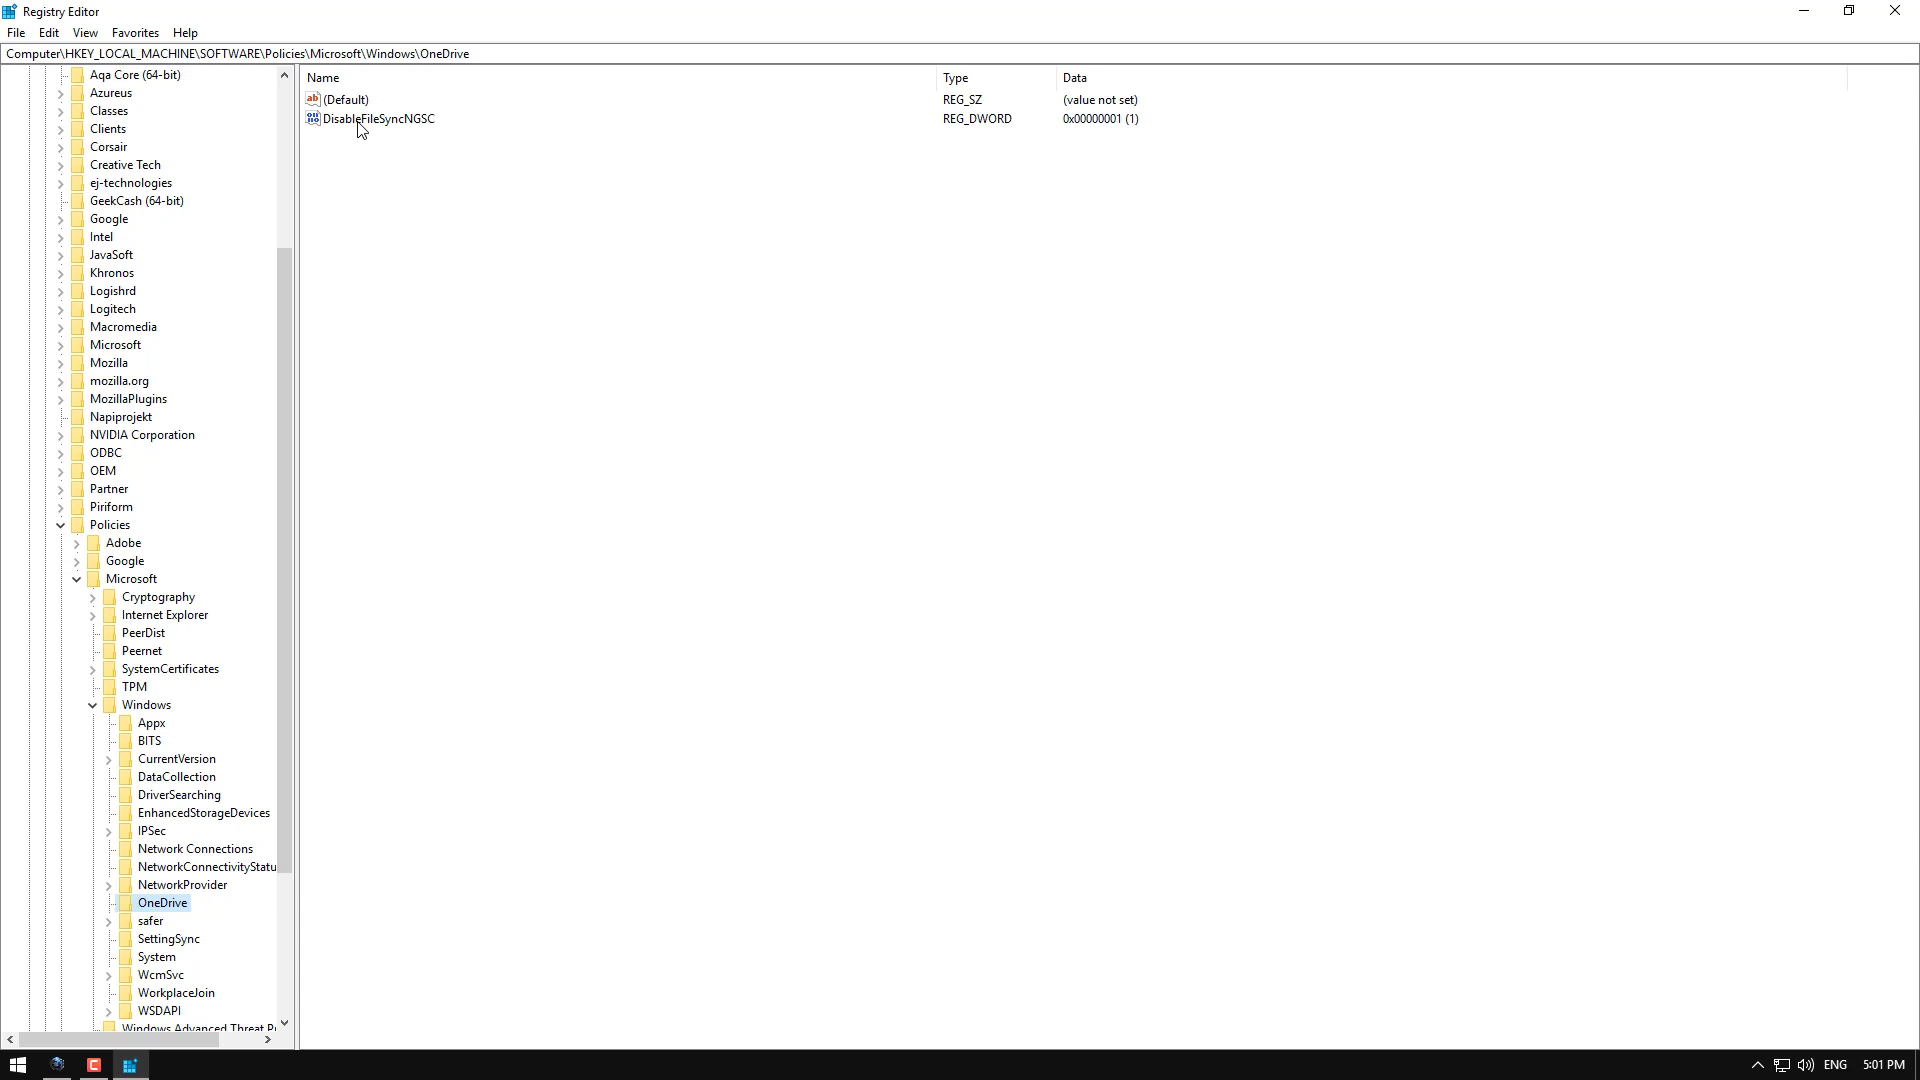 Registry Editor
File Edit View Favorites Help
Computer\HKEY_LOCAL_MACHINE\SOFTWARE\Policies\Microsoft\Windows\OneDrive
Name Type Data
(Default) REG_SZ (value not set)
DisableFileSyncNGSC REG_DWORD 0x00000001 (1)
Aqa Core (64-bit)
Azureus
Classes
Clients
Corsair
Creative Tech
ej-technologies
GeekCash (64-bit)
Google
Intel
JavaSoft
Khronos
Logishrd
Logitech
Macromedia
Microsoft
Mozilla
mozilla.org
MozillaPlugins
Napiprojekt
NVIDIA Corporation
ODBC
OEM
Partner
Piriform
Policies
Adobe
Google
Microsoft
Cryptography
Internet Explorer
PeerDist
Peernet
SystemCertificates
TPM
Windows
Appx
BITS
CurrentVersion
DataCollection
DriverSearching
EnhancedStorageDevices
IPSec
Network Connections
NetworkConnectivityStatu
NetworkProvider
OneDrive
safer
SettingSync
System
WcmSvc
WorkplaceJoin
WSDAPI
Windows Advanced Threat P
ENG 5:01 PM